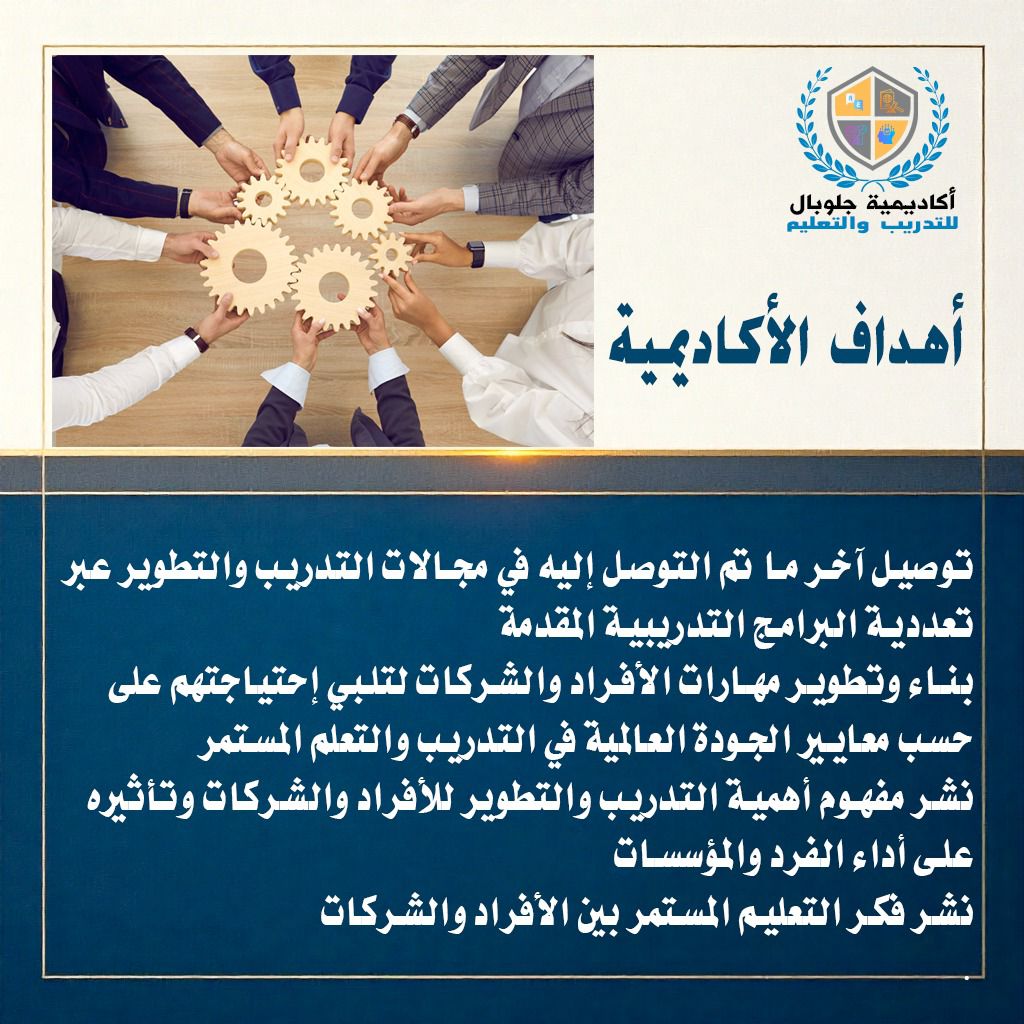 أكاديمية جلوبال
للتدريب والتعليم
أهداف الأكاديمية
توصيل آخر ما تم التوصل إليه في مجالات التدريب والتطوير عبر
تعددية البرامج التدريبية المقدمة
بناء وتطوير مهارات الأفراد والشركات لتلبي إحتياجتهم على
حسب معايير الجودة العالمية في التدريب والتعلم المستمر
نشر مفهوم أهمية التدريب والتطوير للأفراد والشركات وتأثيره
على أداء الفرد والمؤسسات
نشر فكر التعليم المستمر بين الأفراد والشركات
.